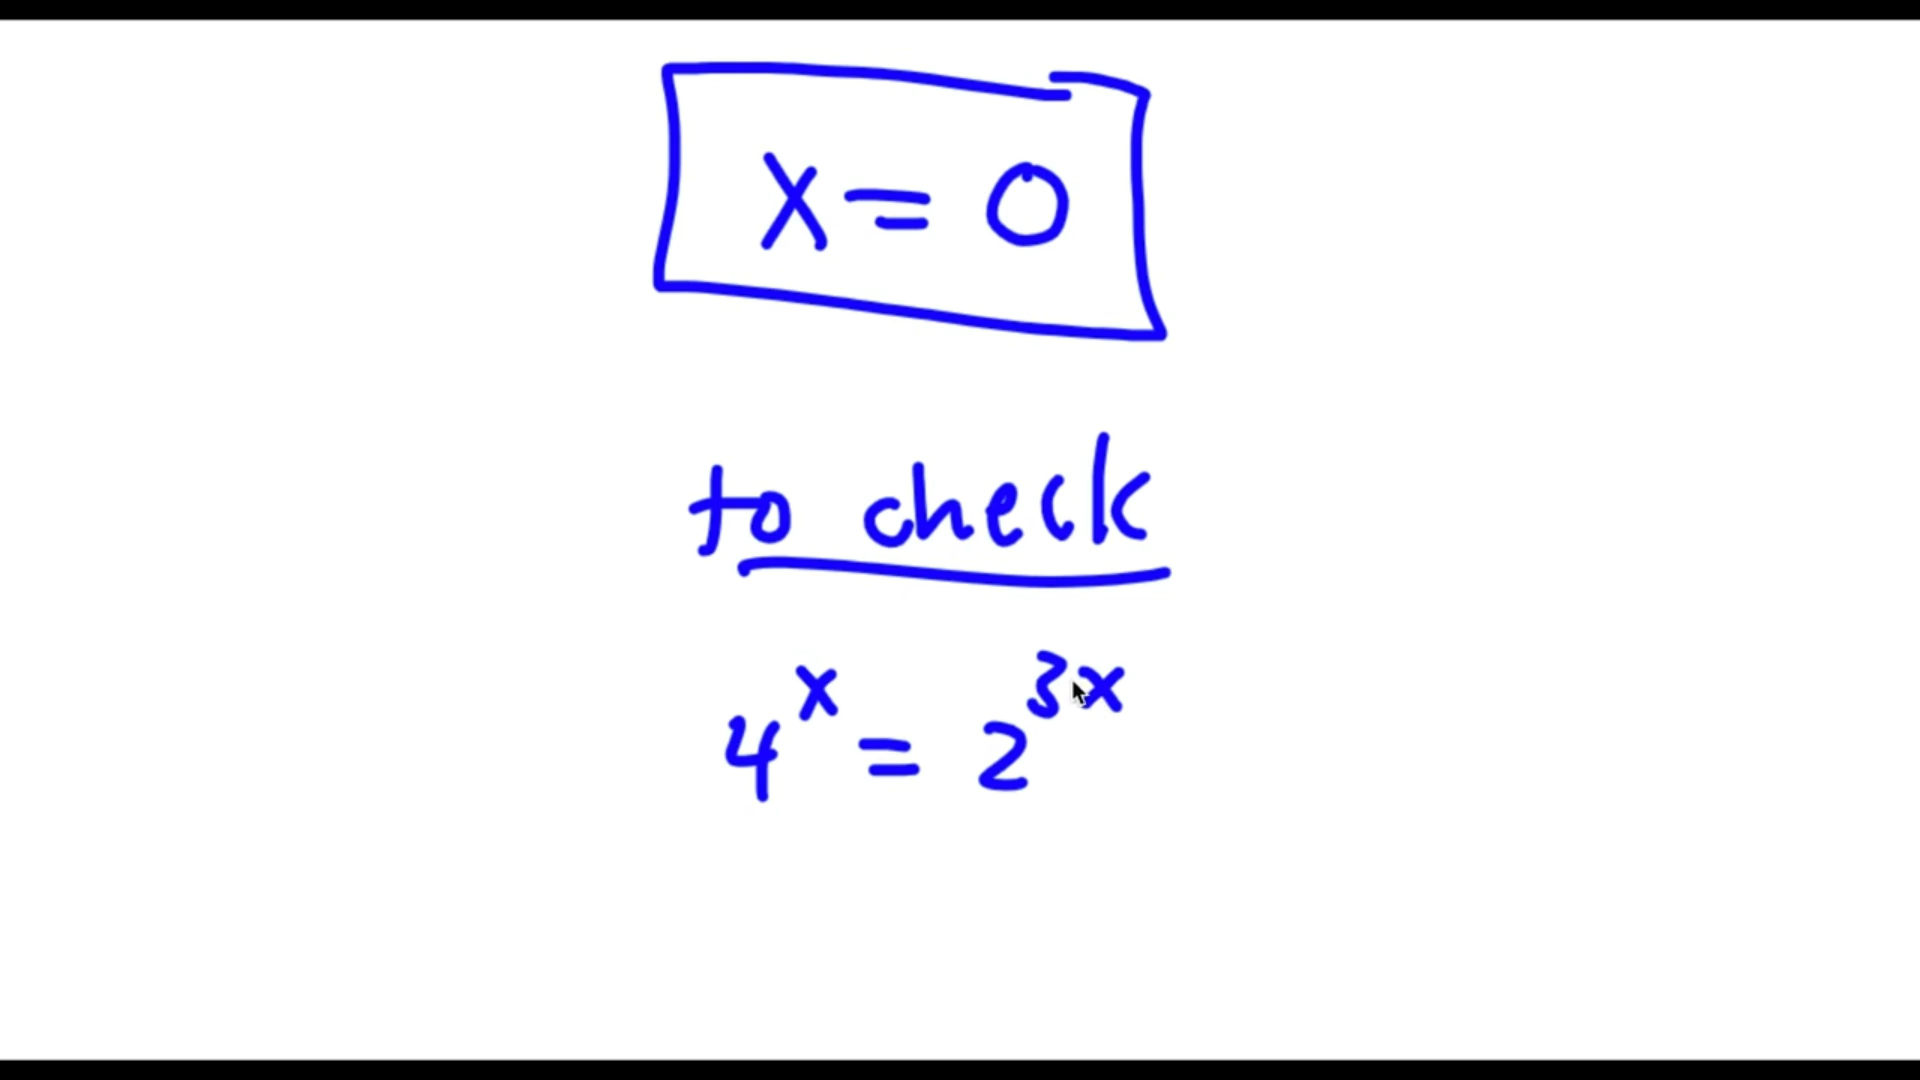 X = 0
to check
4^x = 2^3x